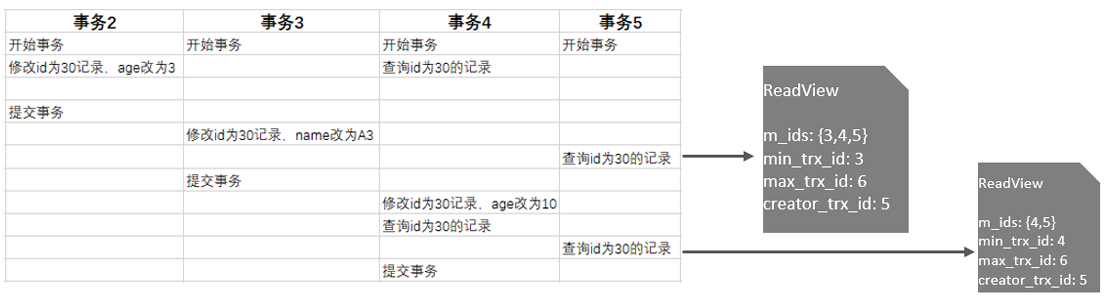 事务2 事务3 事务4 事务5
开始事务 开始事务 开始事务 开始事务
修改id为30记录，age改为3 查询id为30的记录
提交事务
修改id为30记录，name改为A3
查询id为30的记录
提交事务
修改id为30记录，age改为10
查询id为30的记录
查询id为30的记录
提交事务
ReadView
m_ids: {3,4,5}
min_trx_id: 3
max_trx_id: 6
creator_trx_id: 5
ReadView
m_ids: {4,5}
min_trx_id: 4
max_trx_id: 6
creator_trx_id: 5